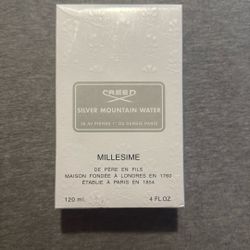 CREED
SILVER MOUNTAIN WATER
MILLESIME
DE PÈRE EN FILS
MAISON FONDÉE À LONDRES EN 1760
ÉTABLIE À PARIS EN 1854
120 ml 4 FL OZ